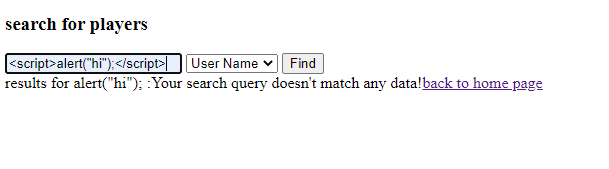 search for players
<script>alert("hi");</script> User Name Find
results for alert("hi"); :Your search query doesn't match any data!back to home page